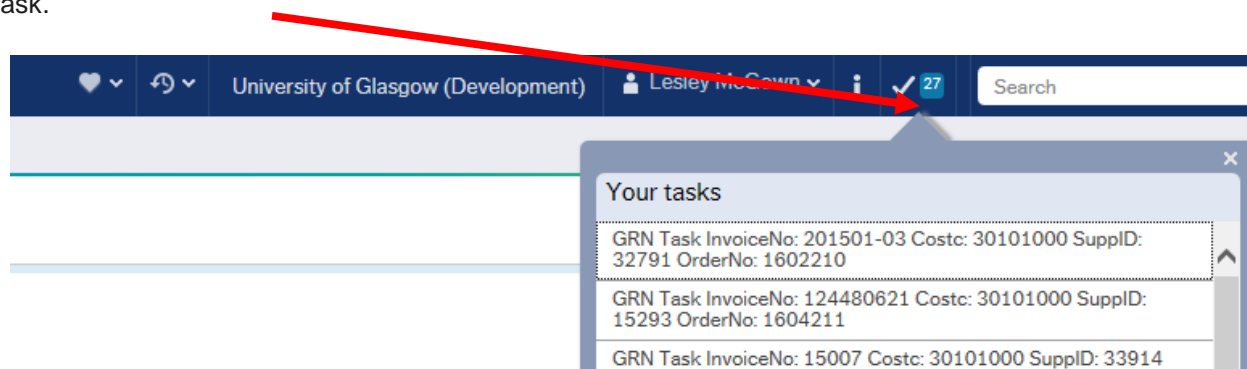 ask.
University of Glasgow (Development) Lesley McGown i 27 Search
Your tasks
GRN Task InvoiceNo: 201501-03 Costc: 30101000 SuppID:
32791 OrderNo: 1602210
GRN Task InvoiceNo: 124480621 Costc: 30101000 SuppID:
15293 OrderNo: 1604211
GRN Task InvoiceNo: 15007 Costc: 30101000 SuppID: 33914